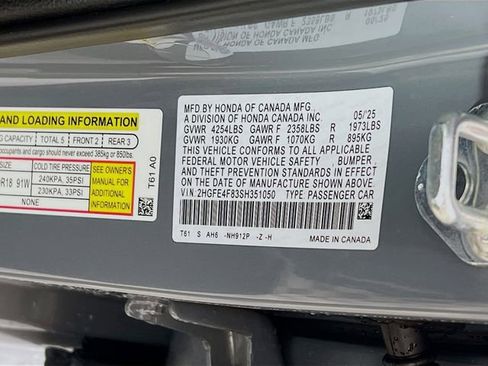 AND LOADING INFORMATION
G CAPACITY TOTAL 5 FRONT 2 REAR 3
occupants and cargo should never exceed 385kg or 850lbs.
SIZE COLD TIRE PRESSURE
R18 91W 240KPA, 35PSI
230KPA, 33PSI
NONE NONE
SEE OWNER'S
MANUAL FOR
ADDITIONAL
INFORMATION
T61 A0
MFD BY HONDA OF CANADA MFG., 05/25
A DIVISION OF HONDA CANADA INC.
GVWR 4254LBS GAWR F 2358LBS R 1973LBS
GVWR 1930KG GAWR F 1070KG R 895KG
THIS VEHICLE CONFORMS TO ALL APPLICABLE
FEDERAL MOTOR VEHICLE SAFETY , BUMPER ,
AND THEFT PREVENTION STANDARDS IN EFFECT
ON THE DATE OF MANUFACTURE SHOWN ABOVE.
VIN:2HGFE4F83SH351050 TYPE:PASSENGER CAR
T61 S AH6 -NH912P -Z -H MADE IN CANADA